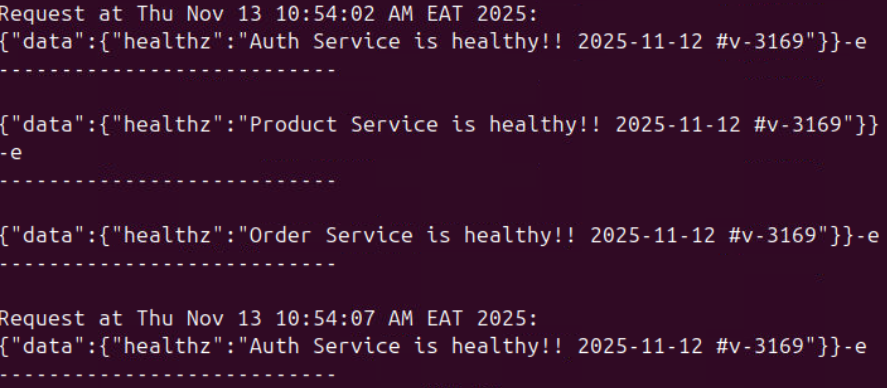 Request at Thu Nov 13 10:54:02 AM EAT 2025:
{"data":{"healthz":"Auth Service is healthy!! 2025-11-12 #v-3169"}}-e
---------------------------
{"data":{"healthz":"Product Service is healthy!! 2025-11-12 #v-3169"}}
-e
---------------------------
{"data":{"healthz":"Order Service is healthy!! 2025-11-12 #v-3169"}}-e
---------------------------
Request at Thu Nov 13 10:54:07 AM EAT 2025:
{"data":{"healthz":"Auth Service is healthy!! 2025-11-12 #v-3169"}}-e
---------------------------